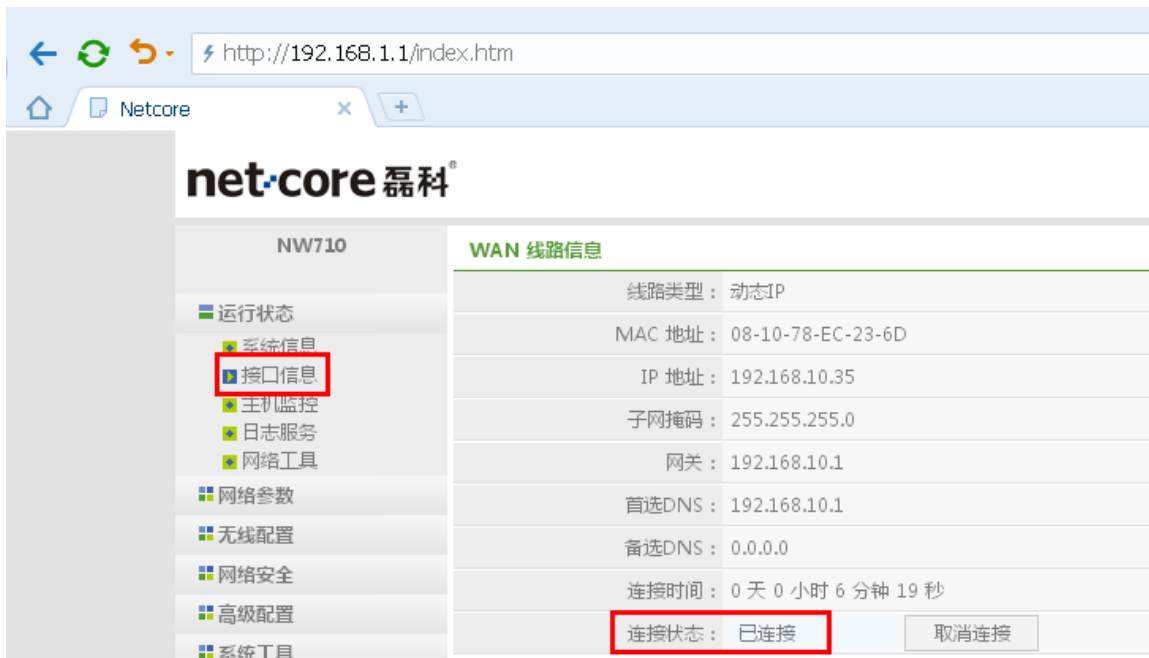 http://192.168.1.1/index.htm
Netcore
net·core 磊科®
NW710
运行状态
系统信息
接口信息
主机监控
日志服务
网络工具
网络参数
无线配置
网络安全
高级配置
系统工具
WAN 线路信息
线路类型： 动态IP
MAC 地址： 08-10-78-EC-23-6D
IP 地址： 192.168.10.35
子网掩码： 255.255.255.0
网关： 192.168.10.1
首选DNS： 192.168.10.1
备选DNS： 0.0.0.0
连接时间： 0 天 0 小时 6 分钟 19 秒
连接状态： 已连接 取消连接